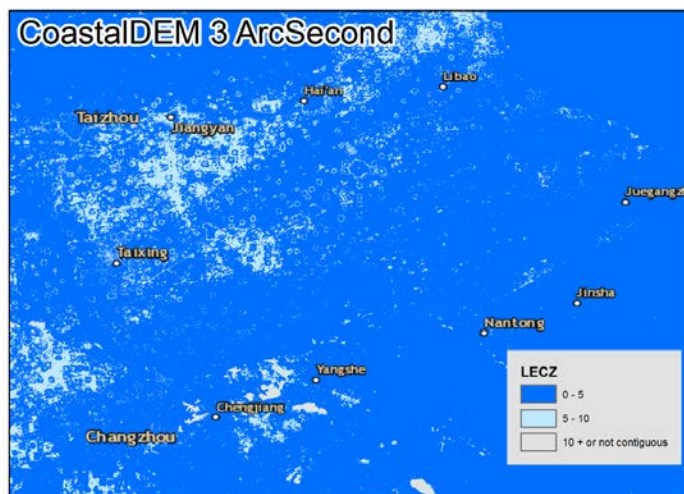 CoastalDEM 3 ArcSecond
Libao
Hai'an
Taizhou
Jiangyan
Juegangzh
Taixing
Jinsha
Nantong
Yangshe
Chengjiang
Changzhou
LECZ
0 - 5
5 - 10
10 + or not contiguous